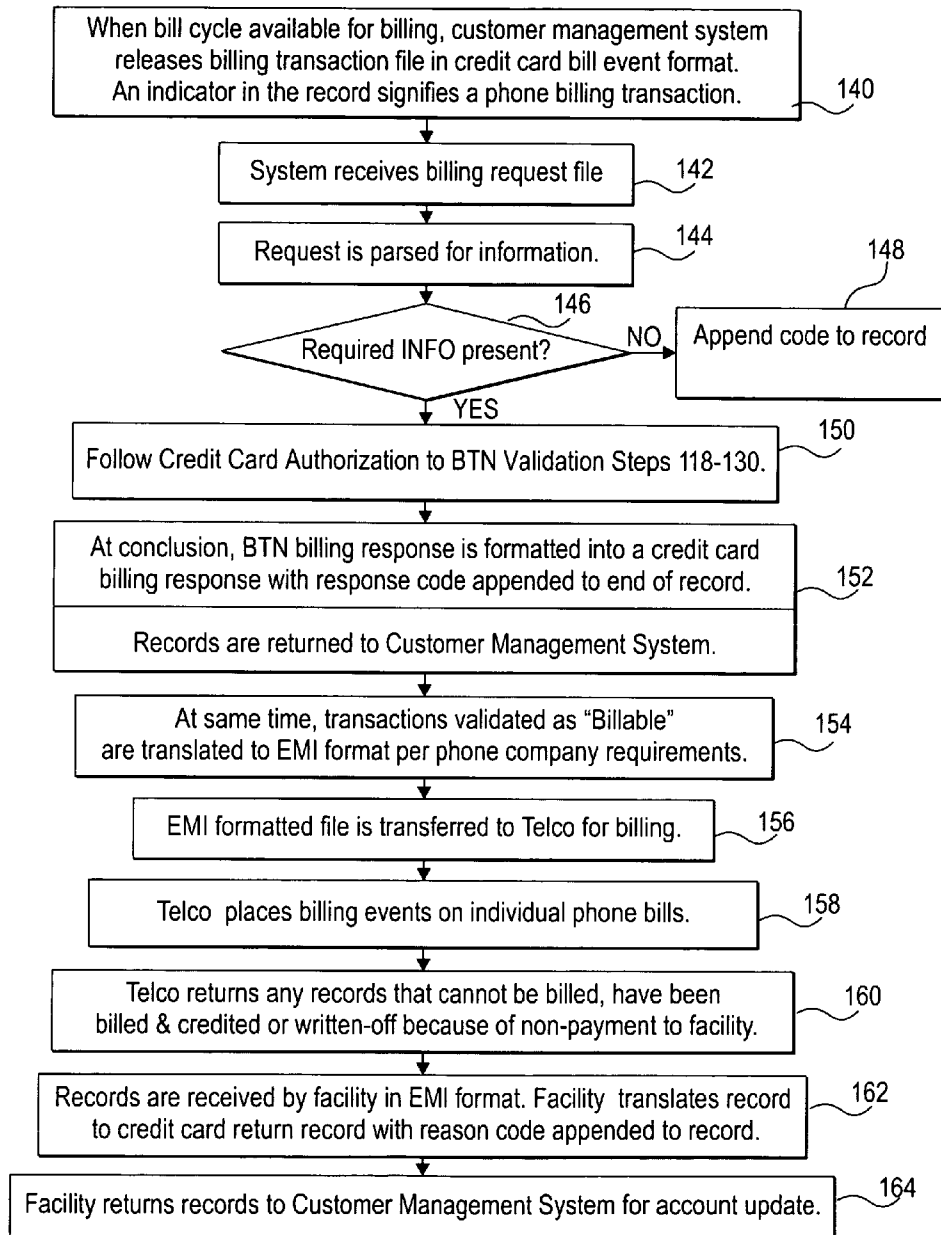 When bill cycle available for billing, customer management system
releases billing transaction file in credit card bill event format.
An indicator in the record signifies a phone billing transaction.
140
System receives billing request file
142
Request is parsed for information.
144
146
Required INFO present?
NO
148
Append code to record
YES
150
Follow Credit Card Authorization to BTN Validation Steps 118-130.
At conclusion, BTN billing response is formatted into a credit card
billing response with response code appended to end of record.
152
Records are returned to Customer Management System.
At same time, transactions validated as "Billable"
are translated to EMI format per phone company requirements.
154
EMI formatted file is transferred to Telco for billing.
156
Telco places billing events on individual phone bills.
158
Telco returns any records that cannot be billed, have been
billed & credited or written-off because of non-payment to facility.
160
Records are received by facility in EMI format. Facility translates record
to credit card return record with reason code appended to record.
162
Facility returns records to Customer Management System for account update.
164